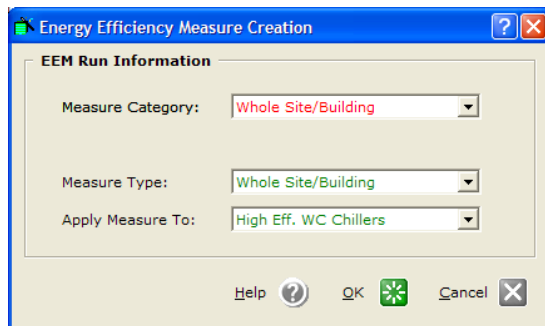 Energy Efficiency Measure Creation
EEM Run Information
Measure Category: Whole Site/Building
Measure Type: Whole Site/Building
Apply Measure To: High Eff. WC Chillers
Help OK Cancel